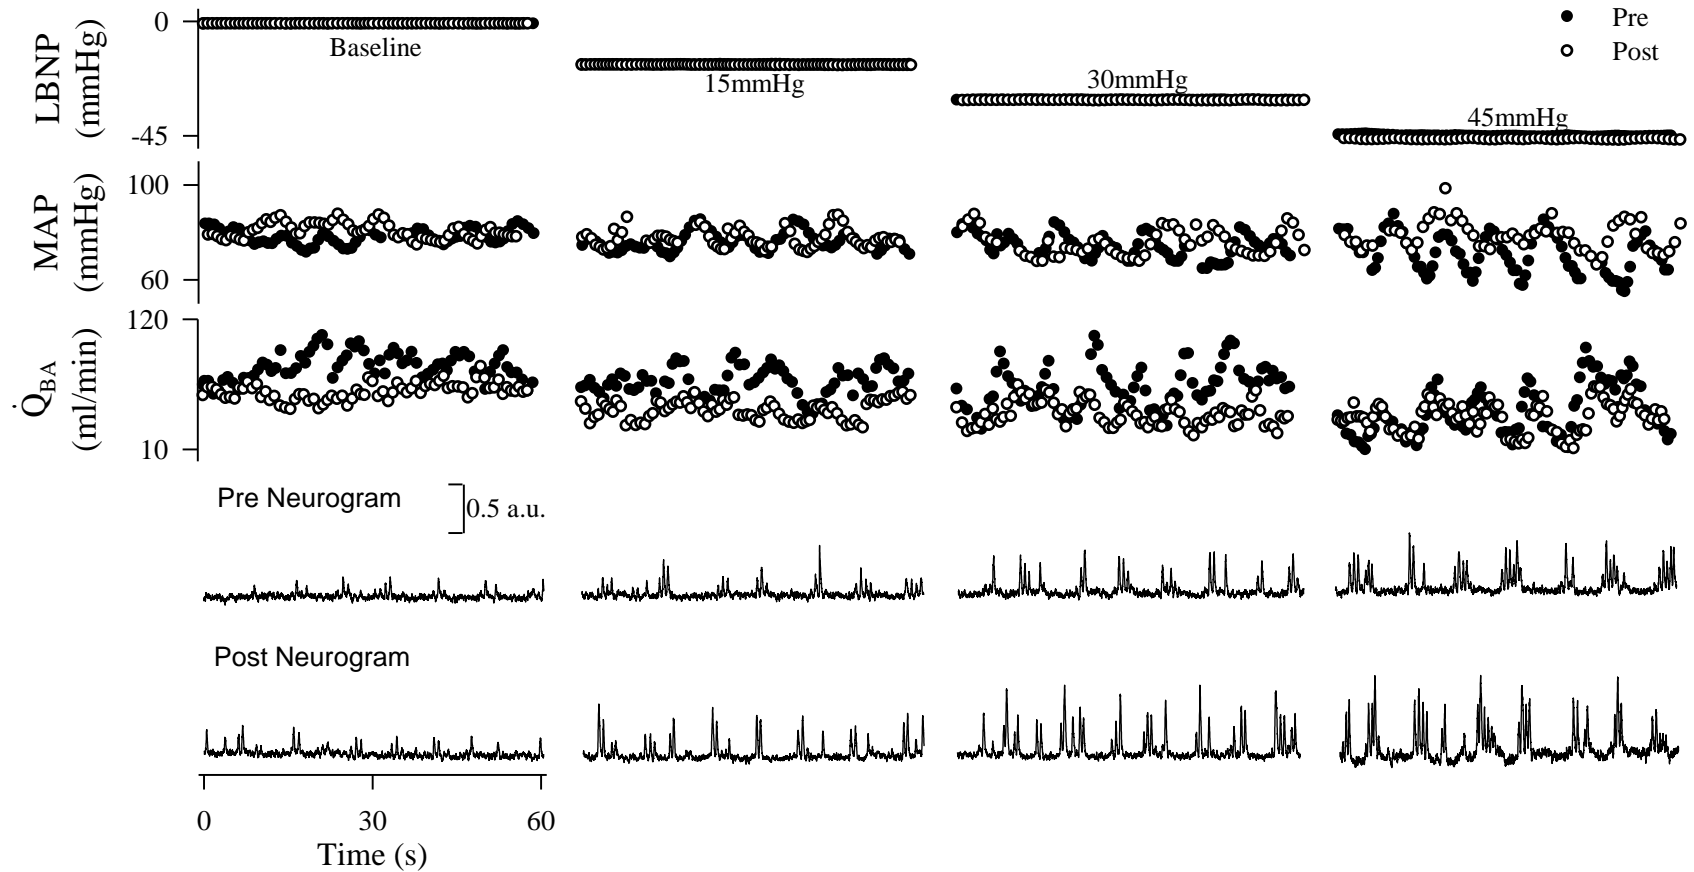 Pre
Post
LBNP
(mmHg)
0
-45
Baseline
15mmHg
30mmHg
45mmHg
MAP
(mmHg)
100
60
Q̇BA
(ml/min)
120
10
Pre Neurogram
0.5 a.u.
Post Neurogram
0 30 60
Time (s)